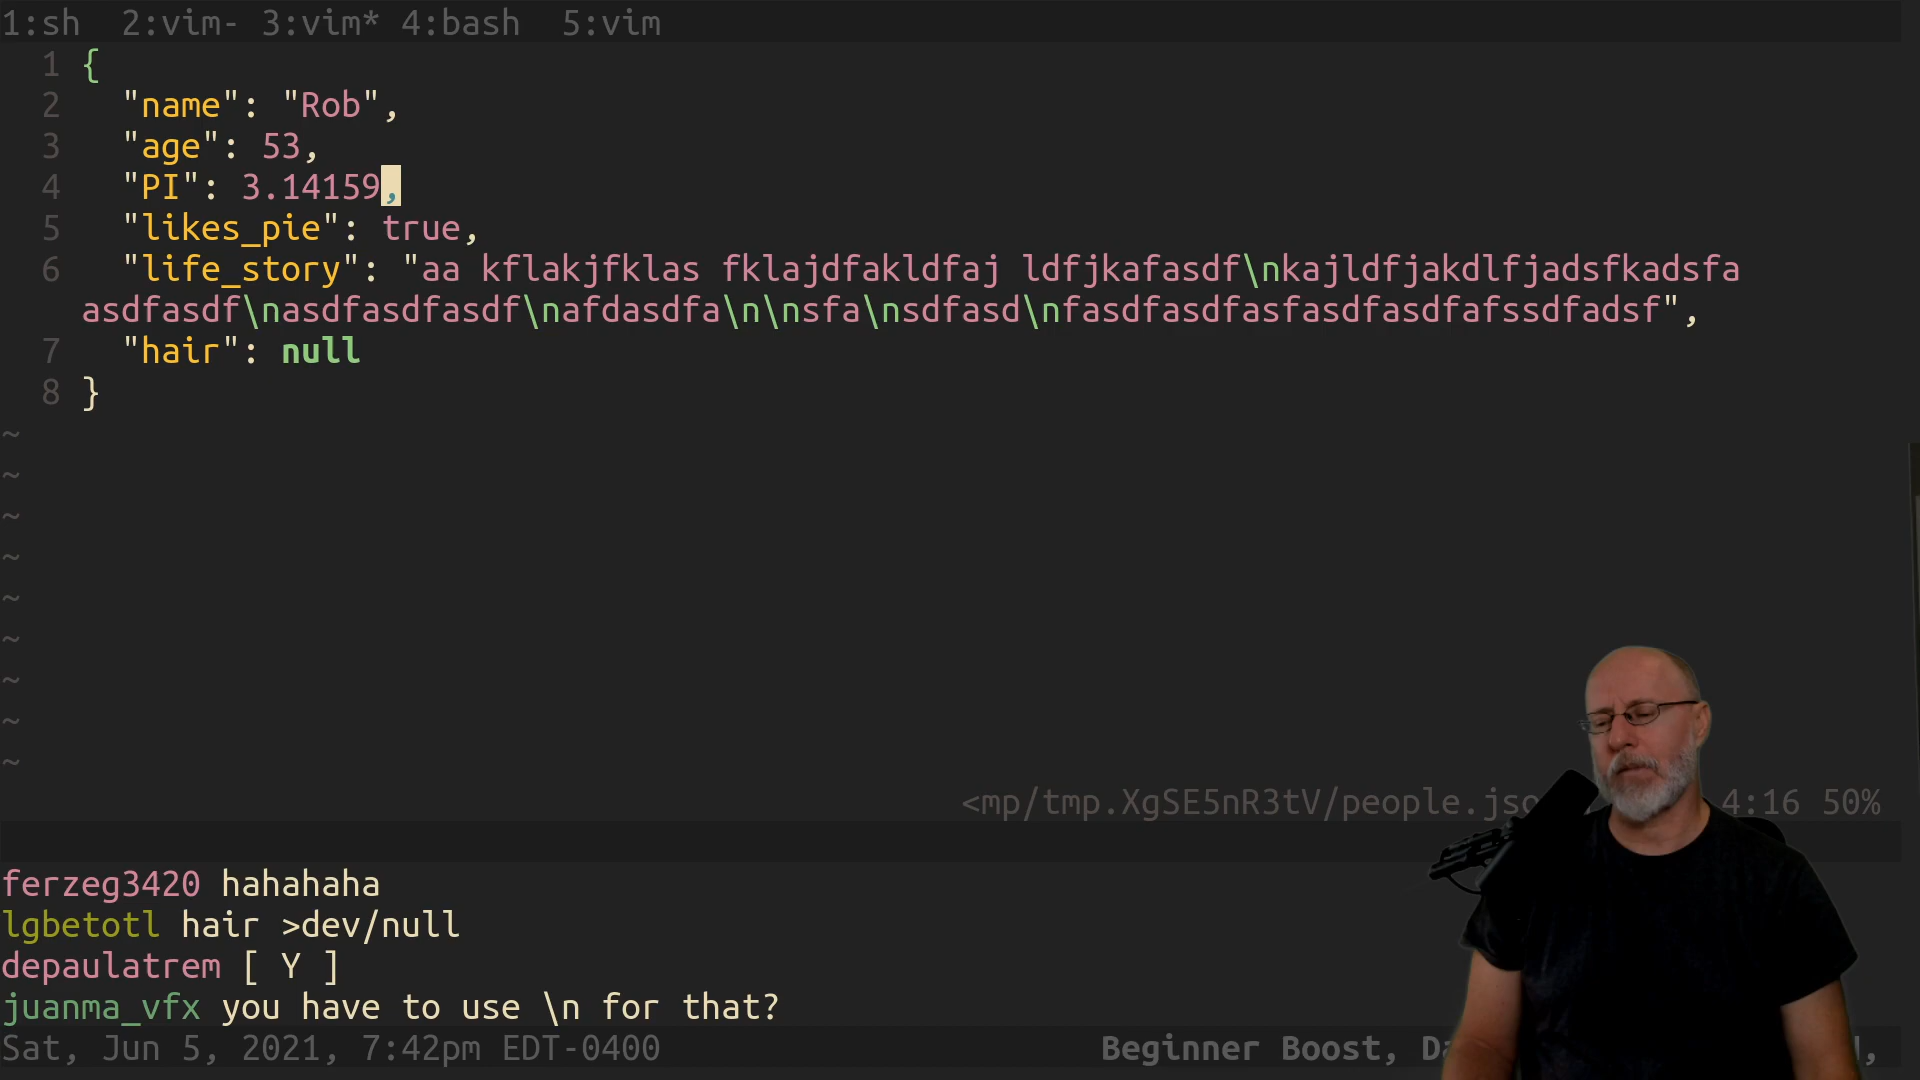 1:sh  2:vim- 3:vim* 4:bash  5:vim
1 {
2   "name": "Rob",
3   "age": 53,
4   "PI": 3.14159,
5   "likes_pie": true,
6   "life_story": "aa kflakjfklas fklajdfakldfaj ldfjkafasdf\nkajldfjakdlfjadsfkadsfa
asdfasdf\nasdfasdfasdf\nafdasdfa\n\nsfa\nsdfasd\nfasdfasdfasfasdfasdfafssdfadsf",
7   "hair": null
8 }
~
~
~
~
~
~
~
~
~
<mp/tmp.XgSE5nR3tV/people.jso 4:16 50%
ferzeg3420 hahahaha
lgbetotl hair >dev/null
depaulatrem [ Y ]
juanma_vfx you have to use \n for that?
Sat, Jun 5, 2021, 7:42pm EDT-0400 Beginner Boost,